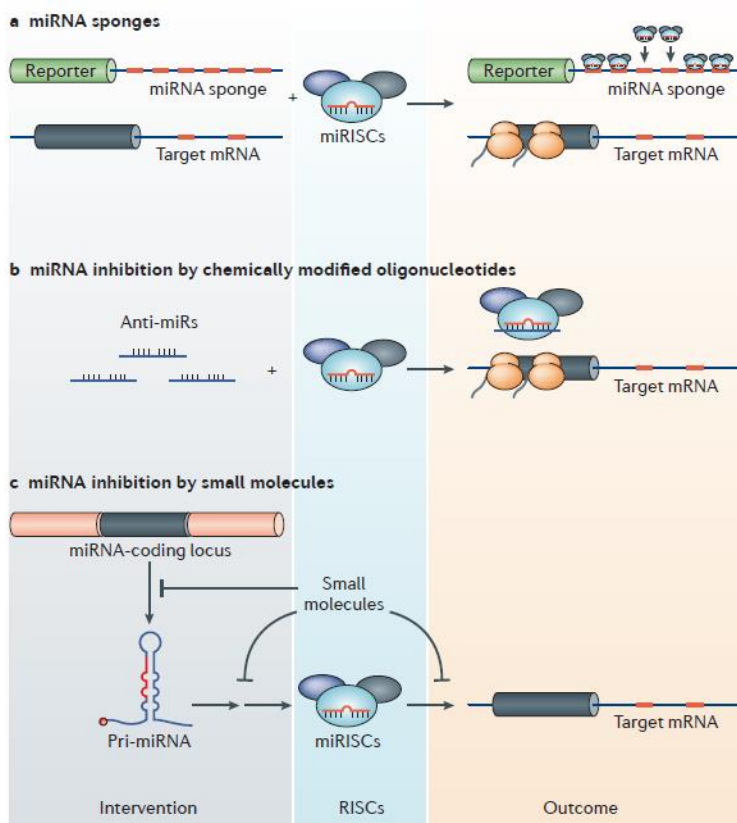 a miRNA sponges
Reporter
miRNA sponge
Target mRNA
+
miRISCs
Reporter
miRNA sponge
Target mRNA
b miRNA inhibition by chemically modified oligonucleotides
Anti-miRs
+
Target mRNA
c miRNA inhibition by small molecules
miRNA-coding locus
Small
molecules
Pri-miRNA
miRISCs
Target mRNA
Intervention
RISCs
Outcome